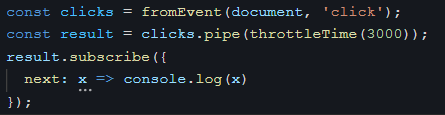 const clicks = fromEvent(document, 'click');
const result = clicks.pipe(throttleTime(3000));
result.subscribe({
  next: x => console.log(x)
});